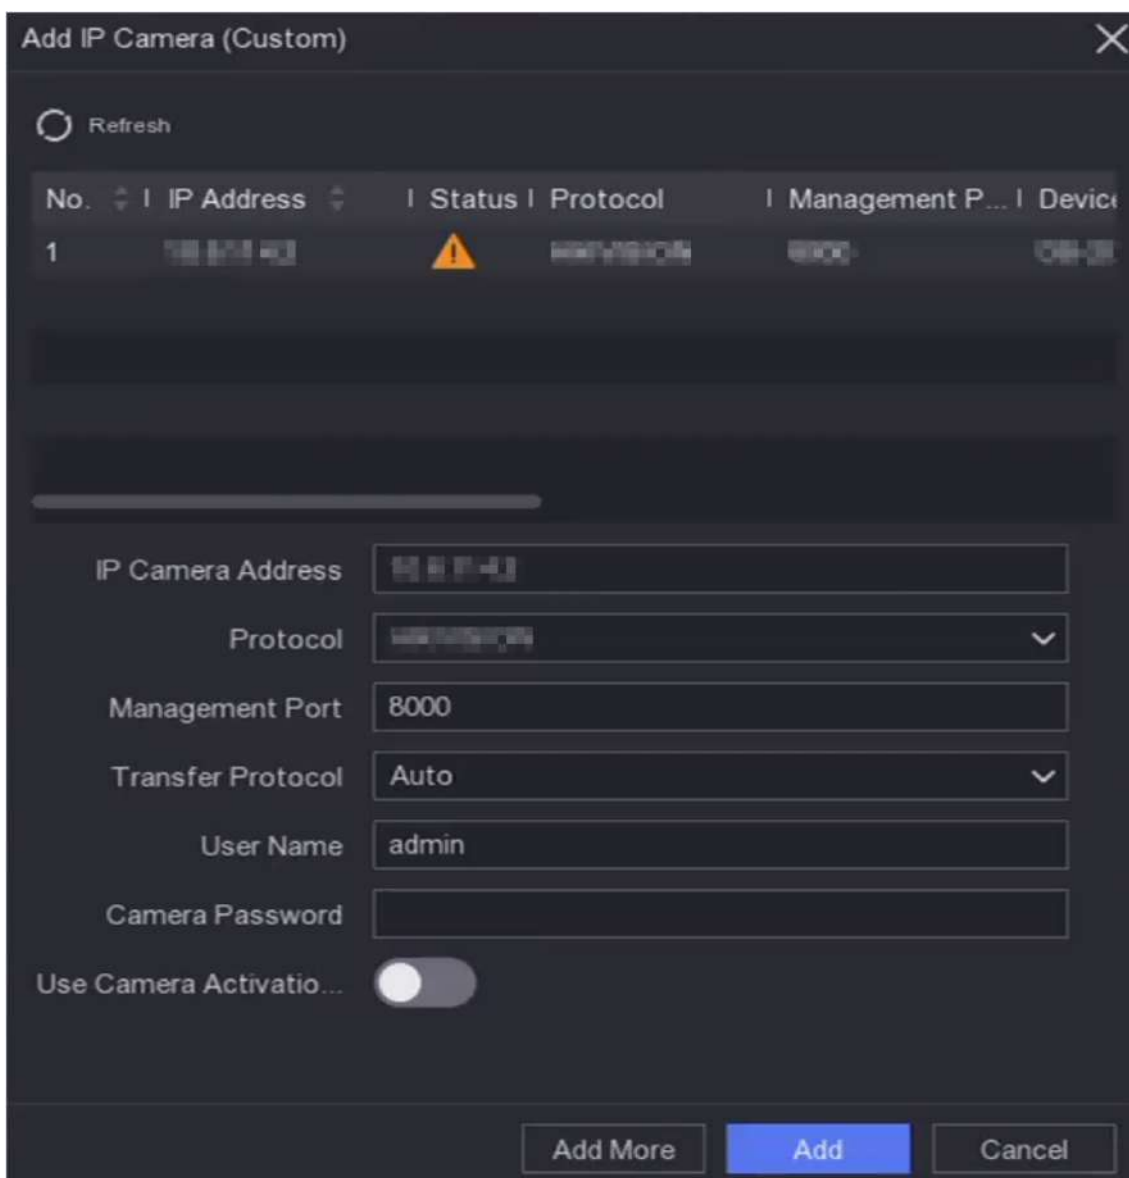 Add IP Camera (Custom)
Refresh
No. IP Address Status Protocol Management P... Device
1
IP Camera Address
Protocol
Management Port 8000
Transfer Protocol Auto
User Name admin
Camera Password
Use Camera Activatio...
Add More Add Cancel